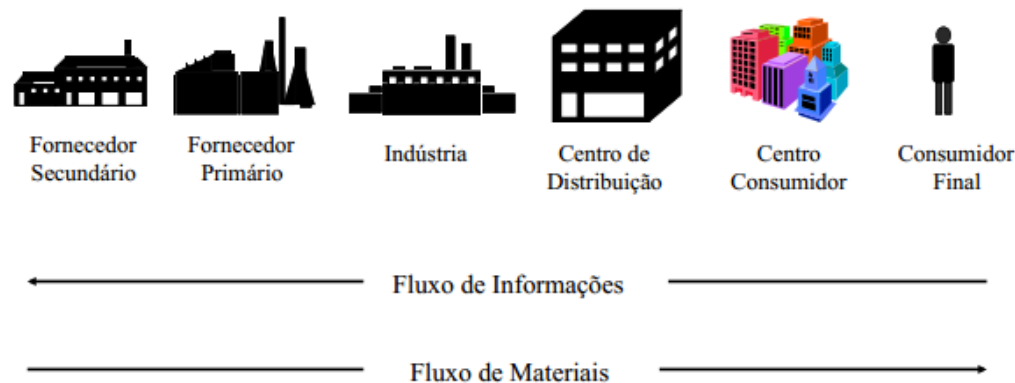 Fornecedor
Secundário
Fornecedor
Primário
Indústria
Centro de
Distribuição
Centro
Consumidor
Consumidor
Final
Fluxo de Informações
Fluxo de Materiais